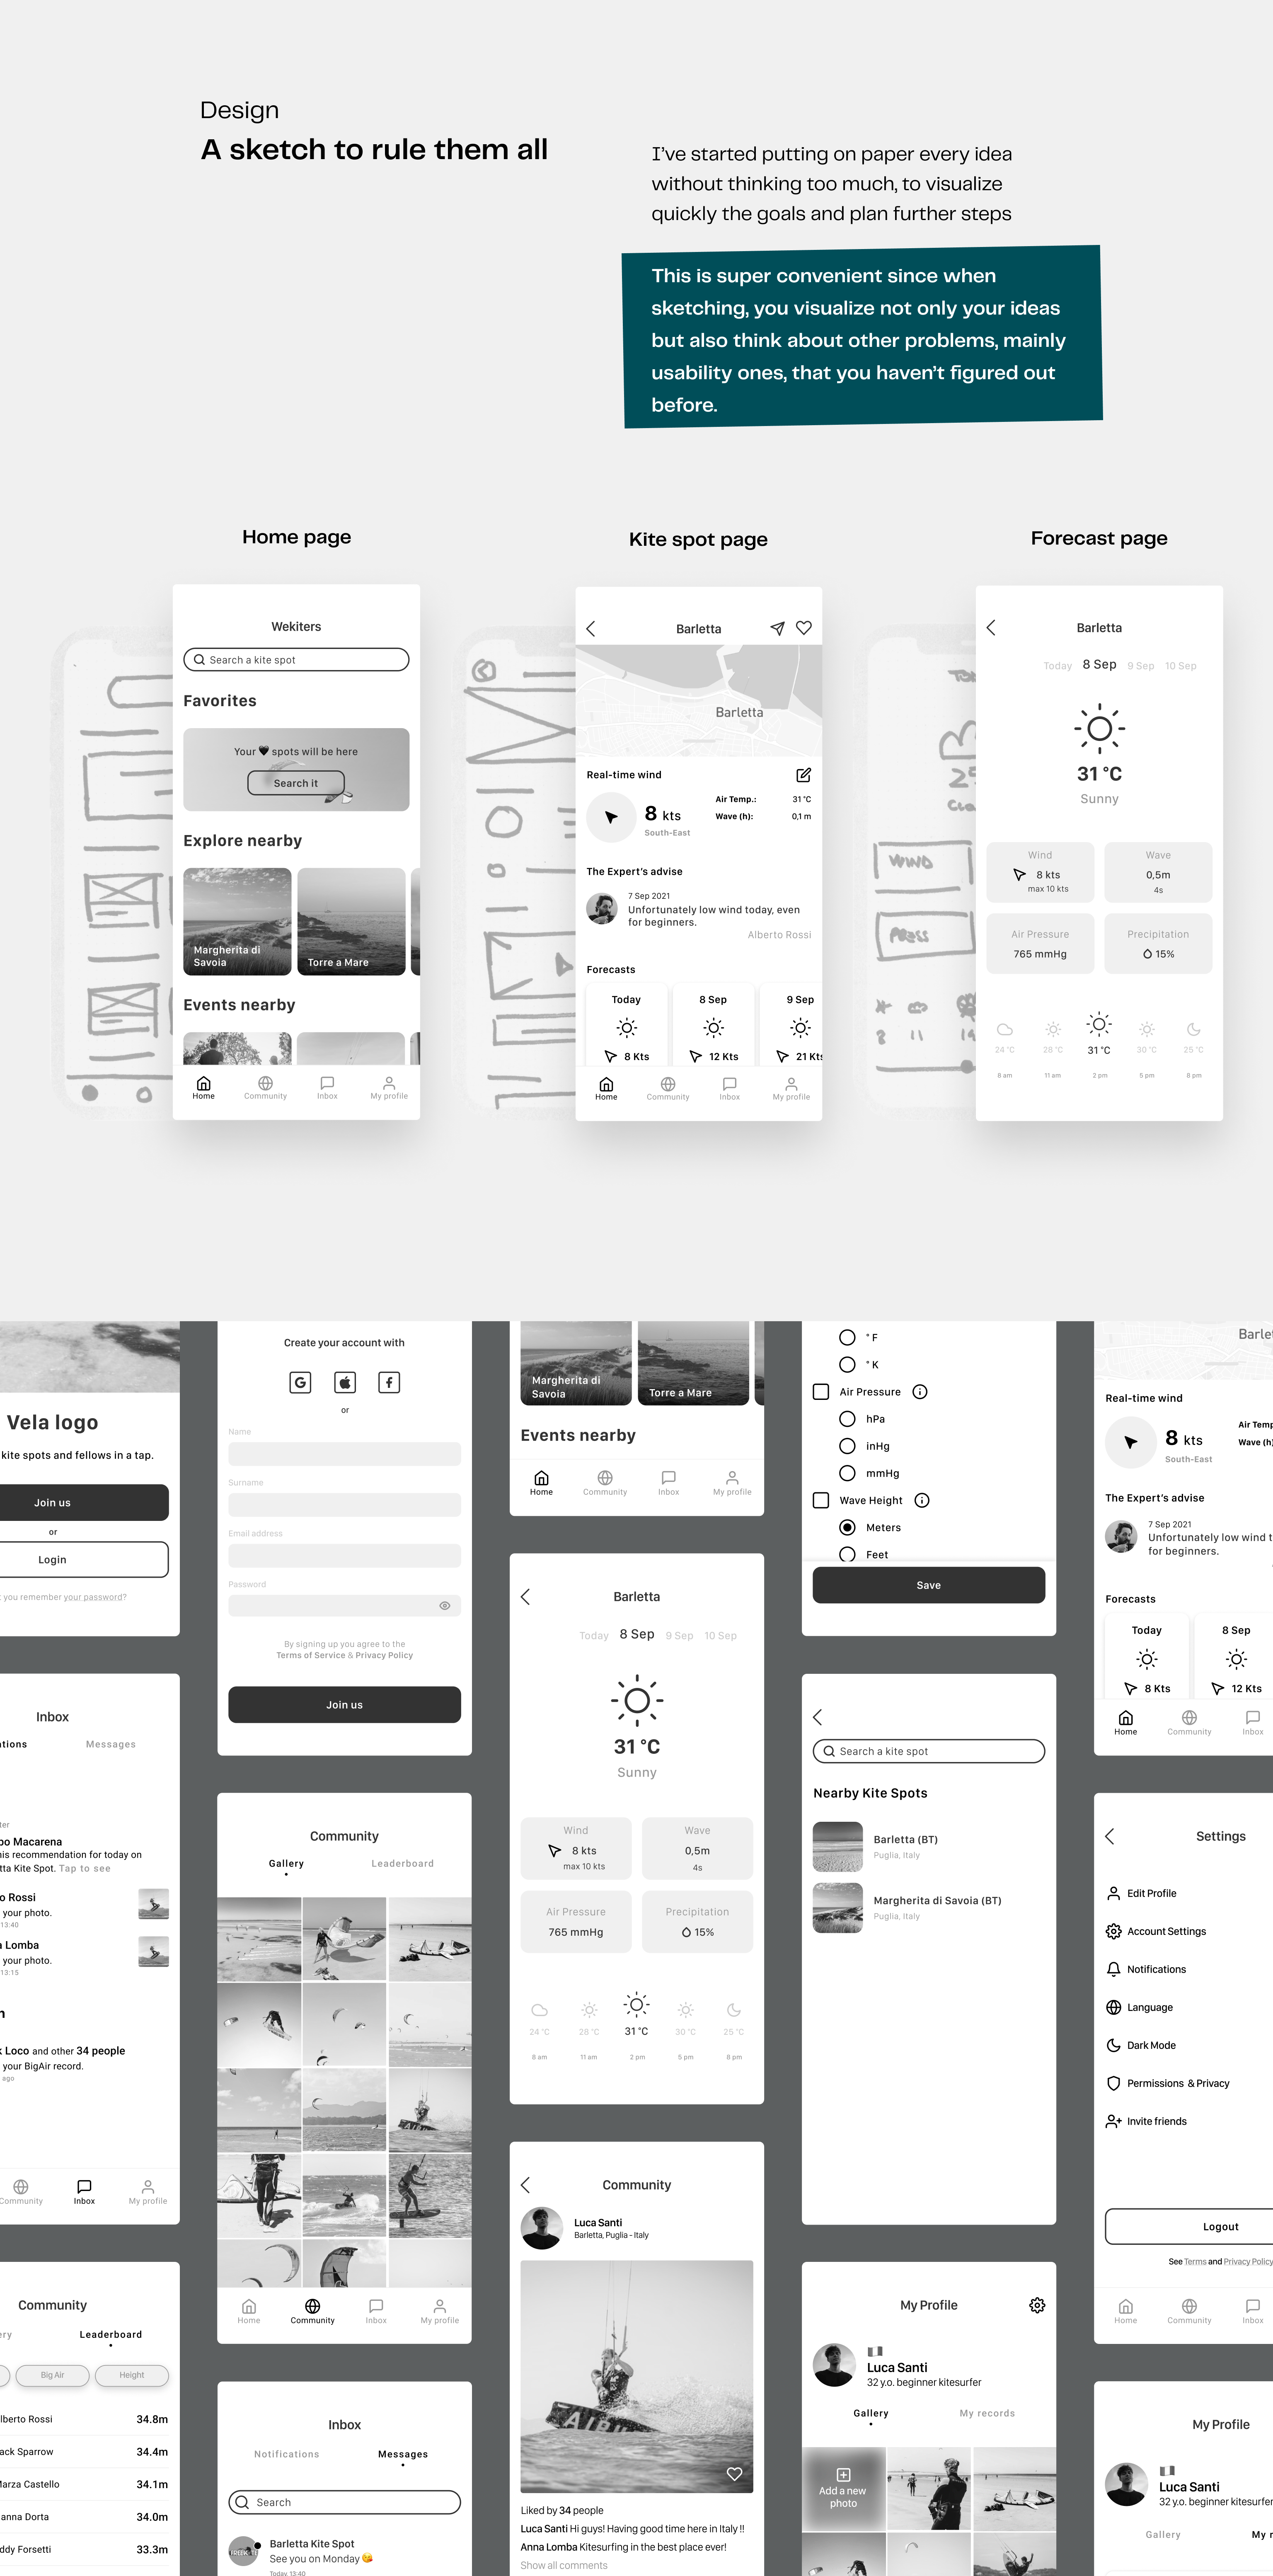 Design
A sketch to rule them all
I've started putting on paper every idea
without thinking too much, to visualize
quickly the goals and plan further steps
This is super convenient since when
sketching, you visualize not only your ideas
but also think about other problems, mainly
usability ones, that you haven't figured out
before.
Home page
Wekiters
Search a kite spot
Favorites
Your 🖤 spots will be here
Search it
Explore nearby
Margherita di
Savoia
Torre a Mare
Events nearby
Home Community Inbox My profile
Kite spot page
Barletta
Barletta
Real-time wind
8 kts
South-East
Air Temp.: 31 °C
Wave (h): 0,1 m
The Expert's advise
7 Sep 2021
Unfortunately low wind today, even
for beginners.
Alberto Rossi
Forecasts
Today 8 Sep 9 Sep
8 Kts 12 Kts 21 Kts
Home Community Inbox My profile
Forecast page
WIND
PRESS
8 11
Barletta
Today 8 Sep 9 Sep 10 Sep
31 °C
Sunny
Wind
8 kts
max 10 kts
Wave
0,5m
4s
Air Pressure
765 mmHg
Precipitation
15%
24 °C 28 °C 31 °C 30 °C 25 °C
8 am 11 am 2 pm 5 pm 8 pm
Vela logo
kite spots and fellows in a tap.
Join us
or
Login
you remember your password?
Inbox
Messages
Macarena
recommendation for today on
Kite Spot. Tap to see
Rossi
your photo.
13:40
Lomba
your photo.
13:15
Loco and other 34 people
your BigAir record.
ago
Community Inbox My profile
Community
Leaderboard
Big Air Height
Rossi 34.8m
Sparrow 34.4m
Castello 34.1m
Dorta 34.0m
Forsetti 33.3m
Create your account with
or
Name
Surname
Email address
Password
By signing up you agree to the
Terms of Service & Privacy Policy
Join us
Community
Gallery Leaderboard
Home Community Inbox My profile
Inbox
Notifications Messages
Search
Barletta Kite Spot
See you on Monday 😘
Today, 13:40
Margherita di
Savoia
Torre a Mare
Events nearby
Home Community Inbox My profile
Barletta
Today 8 Sep 9 Sep 10 Sep
31 °C
Sunny
Wind
8 kts
max 10 kts
Wave
0,5m
4s
Air Pressure
765 mmHg
Precipitation
15%
24 °C 28 °C 31 °C 30 °C 25 °C
8 am 11 am 2 pm 5 pm 8 pm
Community
Luca Santi
Barletta, Puglia - Italy
Liked by 34 people
Luca Santi Hi guys! Having good time here in Italy !!
Anna Lomba Kitesurfing in the best place ever!
Show all comments
° F
° K
Air Pressure
hPa
inHg
mmHg
Wave Height
Meters
Feet
Save
Search a kite spot
Nearby Kite Spots
Barletta (BT)
Puglia, Italy
Margherita di Savoia (BT)
Puglia, Italy
My Profile
Luca Santi
32 y.o. beginner kitesurfer
Gallery My records
Add a new
photo
Real-time wind
8 kts
South-East
Air
Wave (h)
The Expert's advise
7 Sep 2021
Unfortunately low wind
for beginners.
Forecasts
Today 8 Sep
8 Kts 12 Kts
Home Community Inbox
Settings
Edit Profile
Account Settings
Notifications
Language
Dark Mode
Permissions & Privacy
Invite friends
Logout
See Terms and Privacy Policy
Home Community Inbox
My Profile
Luca Santi
32 y.o. beginner kitesurfer
Gallery My